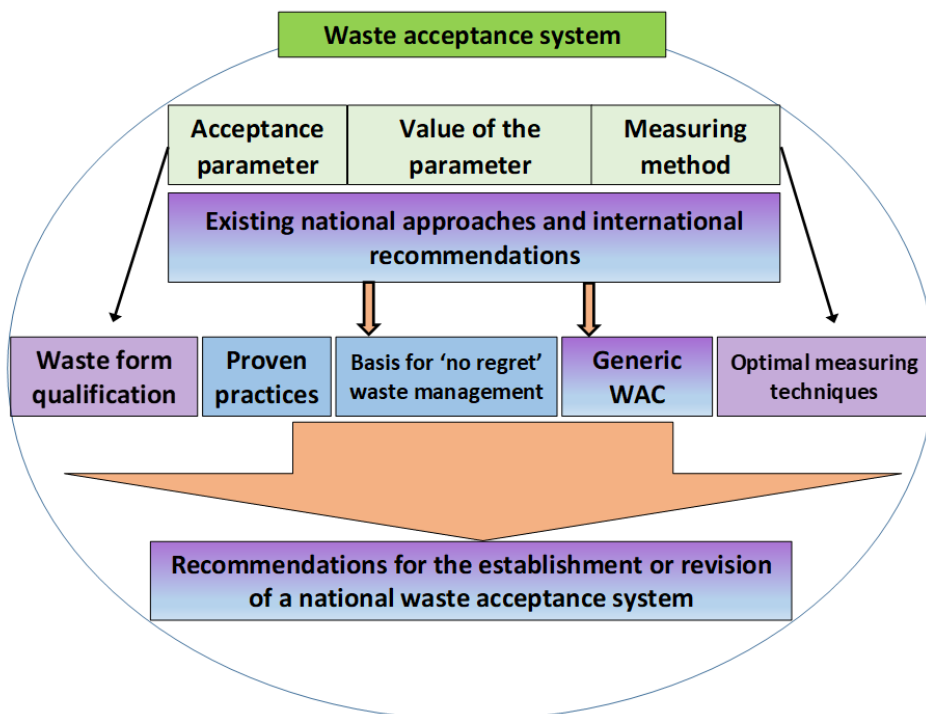 Waste acceptance system
Acceptance
parameter
Value of the
parameter
Measuring
method
Existing national approaches and international
recommendations
Waste form
qualification
Proven
practices
Basis for ‘no regret’
waste management
Generic
WAC
Optimal measuring
techniques
Recommendations for the establishment or revision
of a national waste acceptance system